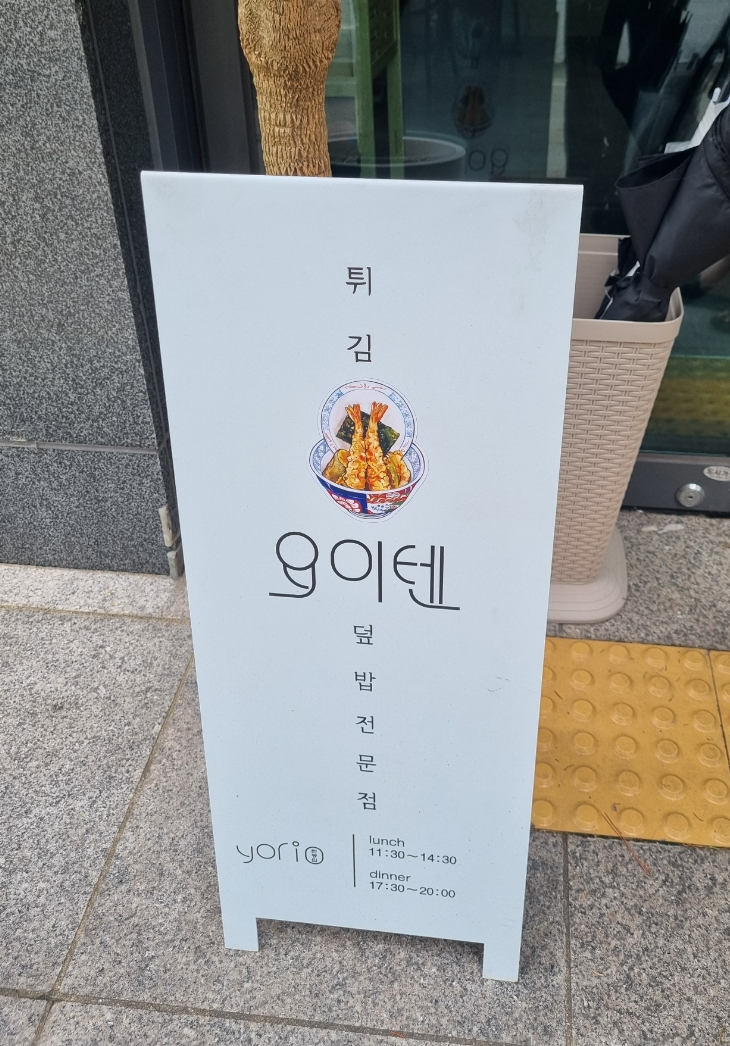 튀
김
요이텐
덮
밥
전
문
점
yori
lunch
11:30~14:30
dinner
17:30~20:00